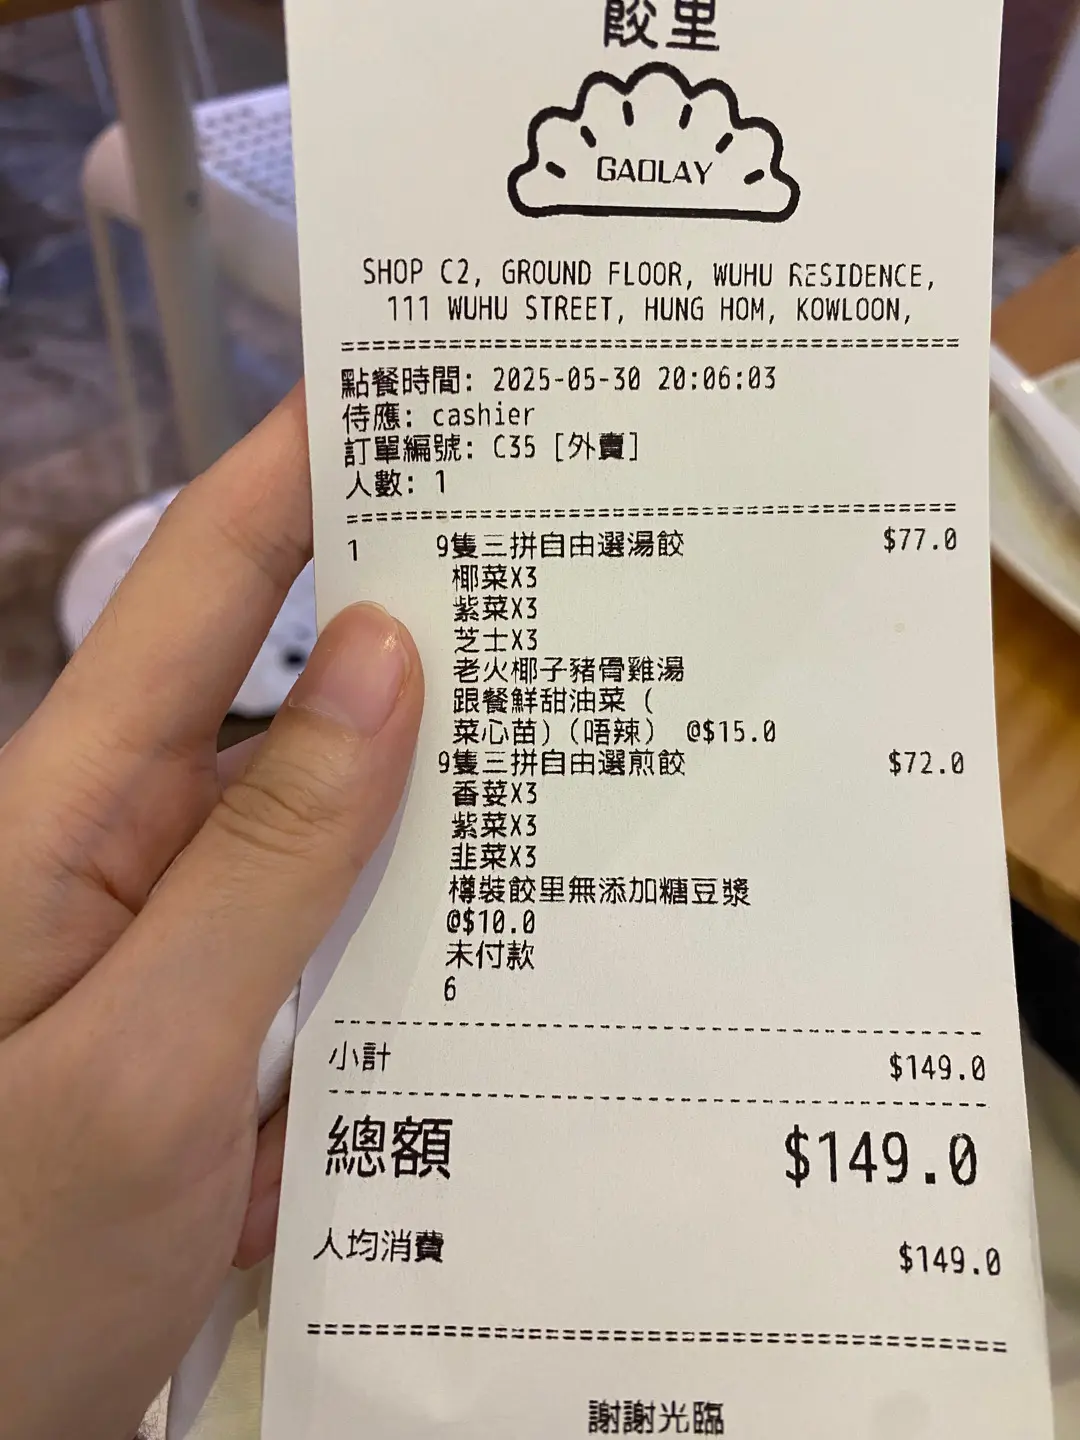 餃里
GAOLAY
SHOP C2, GROUND FLOOR, WUHU RESIDENCE,
111 WUHU STREET, HUNG HOM, KOWLOON,
點餐時間: 2025-05-30 20:06:03
侍應: cashier
訂單編號: C35 [外賣]
人數: 1
1 9隻三拼自由選湯餃 $77.0
椰菜X3
紫菜X3
芝士X3
老火椰子豬骨雞湯
跟餐鮮甜油菜 (
菜心苗) (唔辣) @$15.0
9隻三拼自由選煎餃 $72.0
香荽X3
紫菜X3
韭菜X3
樽裝餃里無添加糖豆漿
@$10.0
未付款
6
小計 $149.0
總額 $149.0
人均消費 $149.0
謝謝光臨